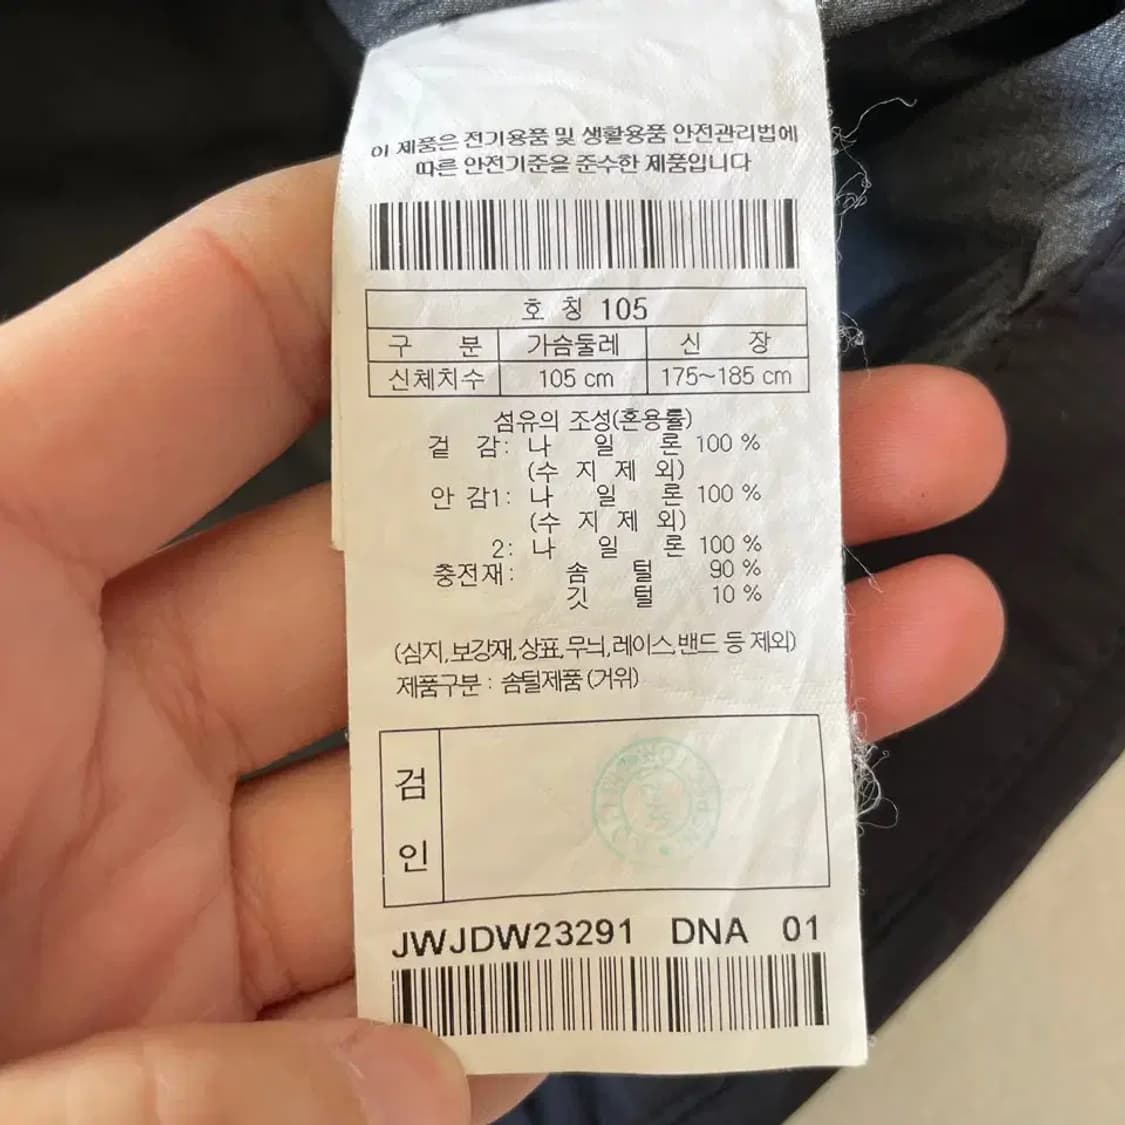 이 제품은 전기용품 및 생활용품 안전관리법에
따른 안전기준을 준수한 제품입니다
호 칭 105
구 분 가슴둘레 신 장
신체치수 105 cm 175~185 cm
섬유의 조성(혼용률)
겉 감: 나 일 론 100 %
(수 지 제 외)
안 감1: 나 일 론 100 %
(수 지 제 외)
2: 나 일 론 100 %
충전재: 솜 털 90 %
깃 털 10 %
(심지,보강재,상표,무늬,레이스,밴드 등 제외)
제품구분 : 솜털제품 (거위)
검
인
JWJDW23291 DNA 01